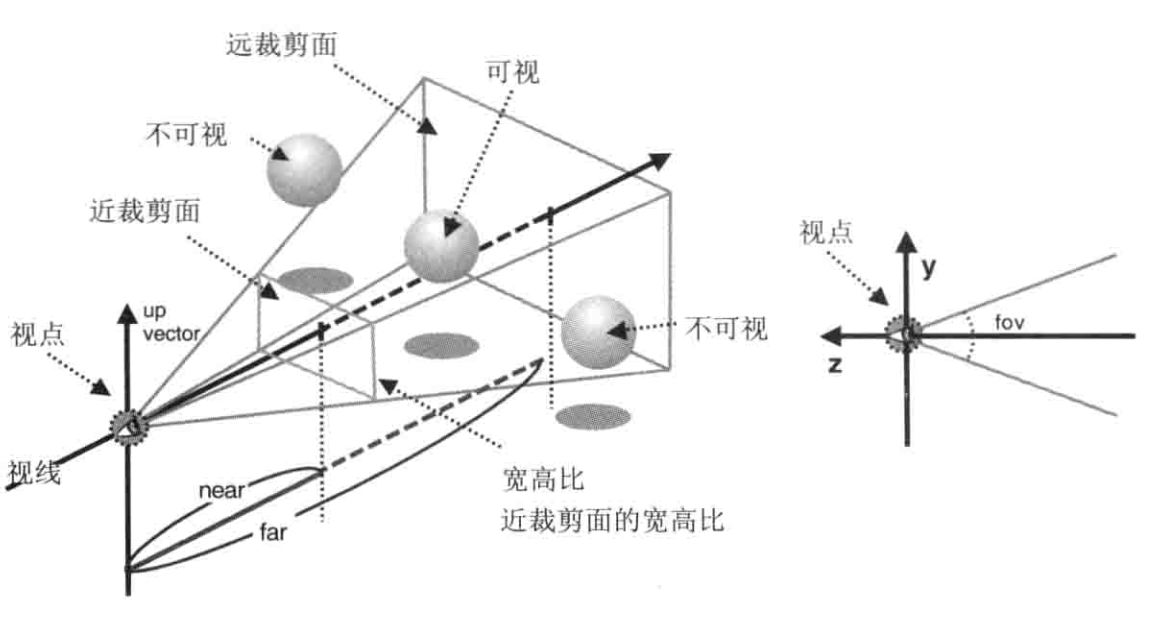 远裁剪面
可视
不可视
近裁剪面
up
vector
视点
视线
near
far
不可视
宽高比
近裁剪面的宽高比
视点
y
fov
z